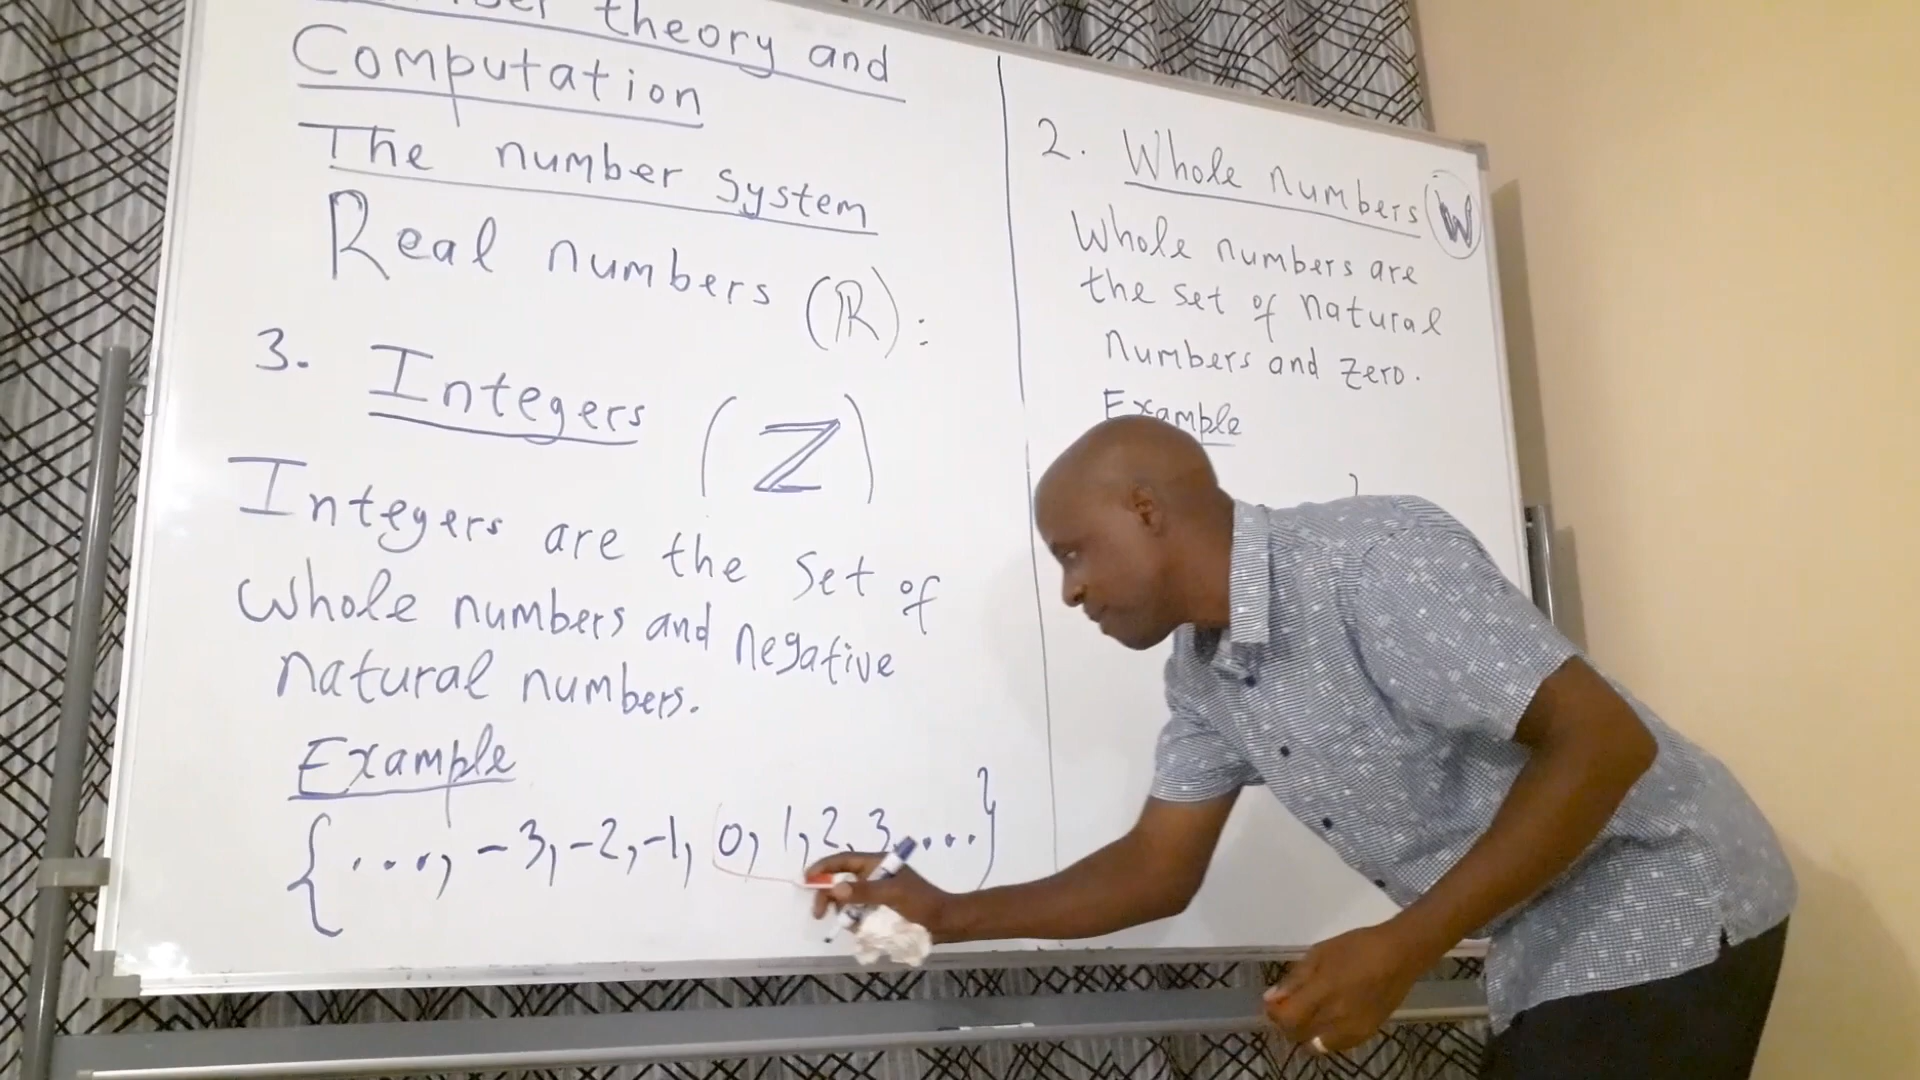 theory and
Computation
The number system
Real numbers (ℝ):
3. Integers (ℤ)
Integers are the set of
whole numbers and negative
natural numbers.
Example
{..., -3, -2, -1, 0, 1, 2, 3, ....}
2. Whole numbers W
Whole numbers are
the set of natural
numbers and zero.
Example
}